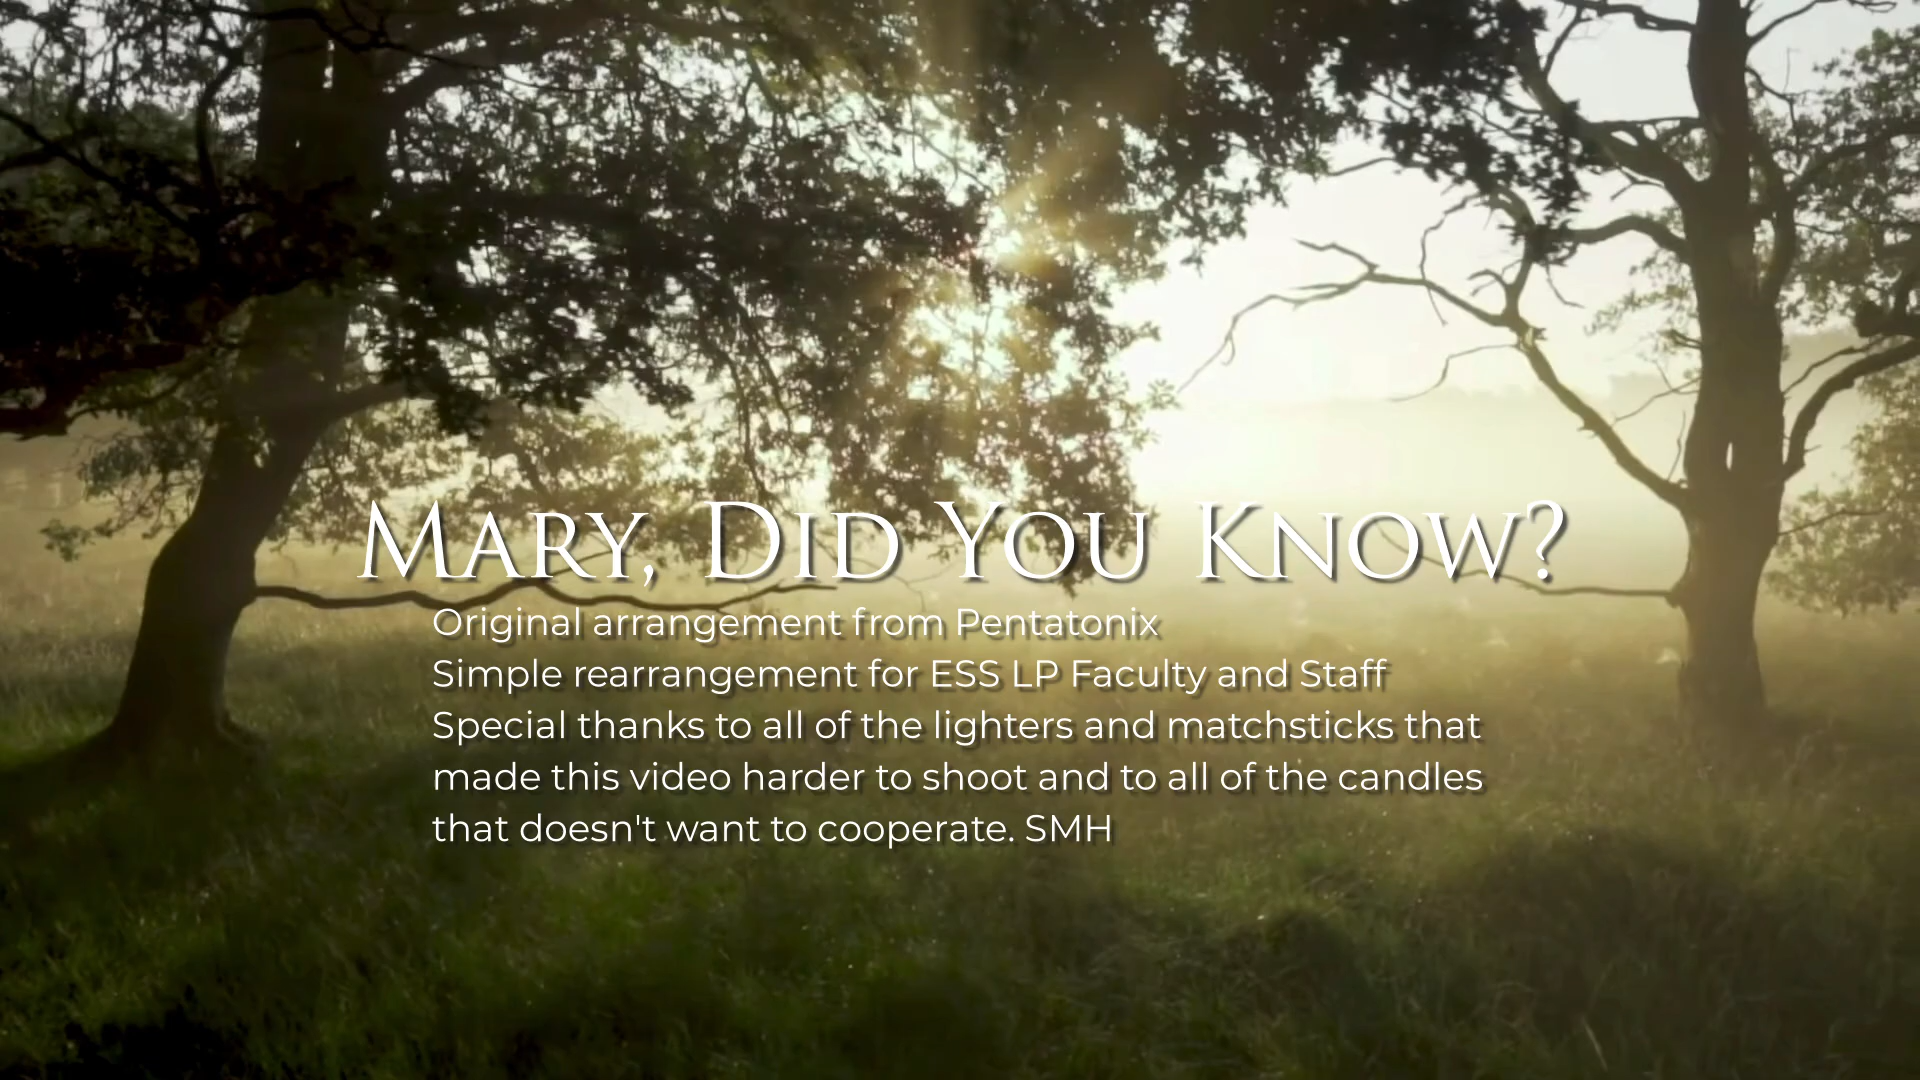 Mary, Did You Know?
Original arrangement from Pentatonix
Simple rearrangement for ESS LP Faculty and Staff
Special thanks to all of the lighters and matchsticks that
made this video harder to shoot and to all of the candles
that doesn't want to cooperate. SMH